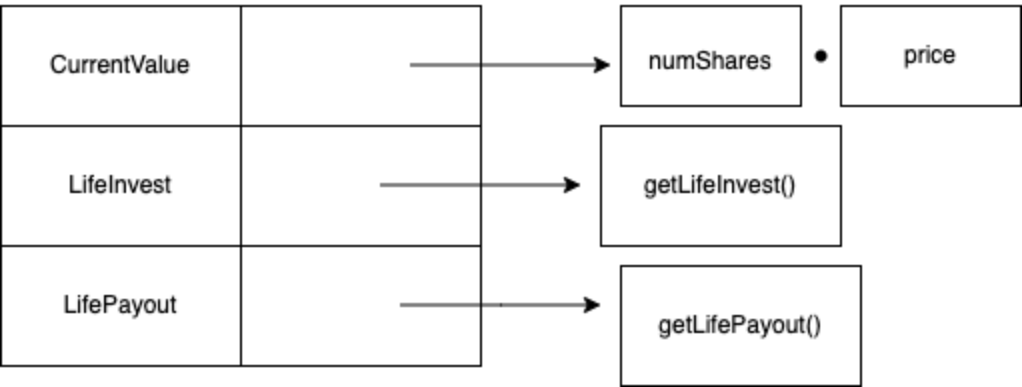 CurrentValue
numShares • price
LifeInvest
getLifeInvest()
LifePayout
getLifePayout()